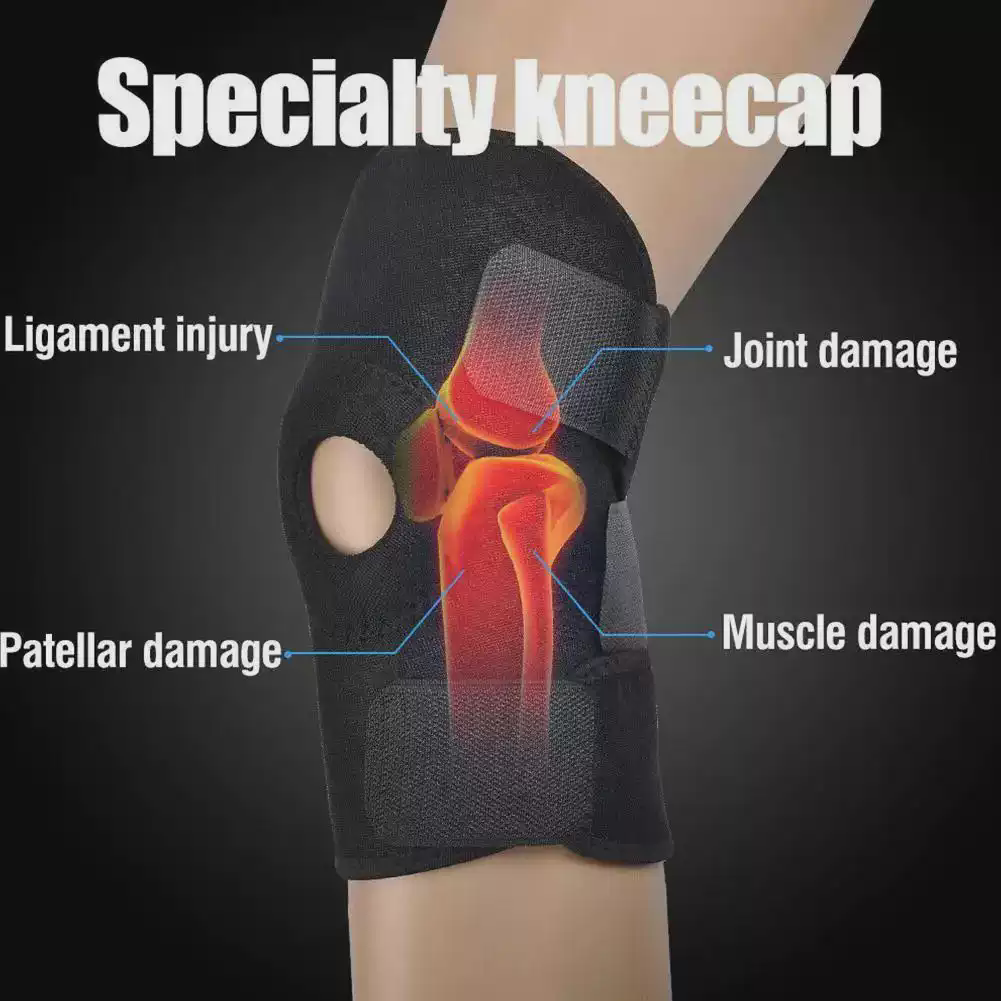 Specialty kneecap
Ligament injury
Joint damage
Patellar damage
Muscle damage